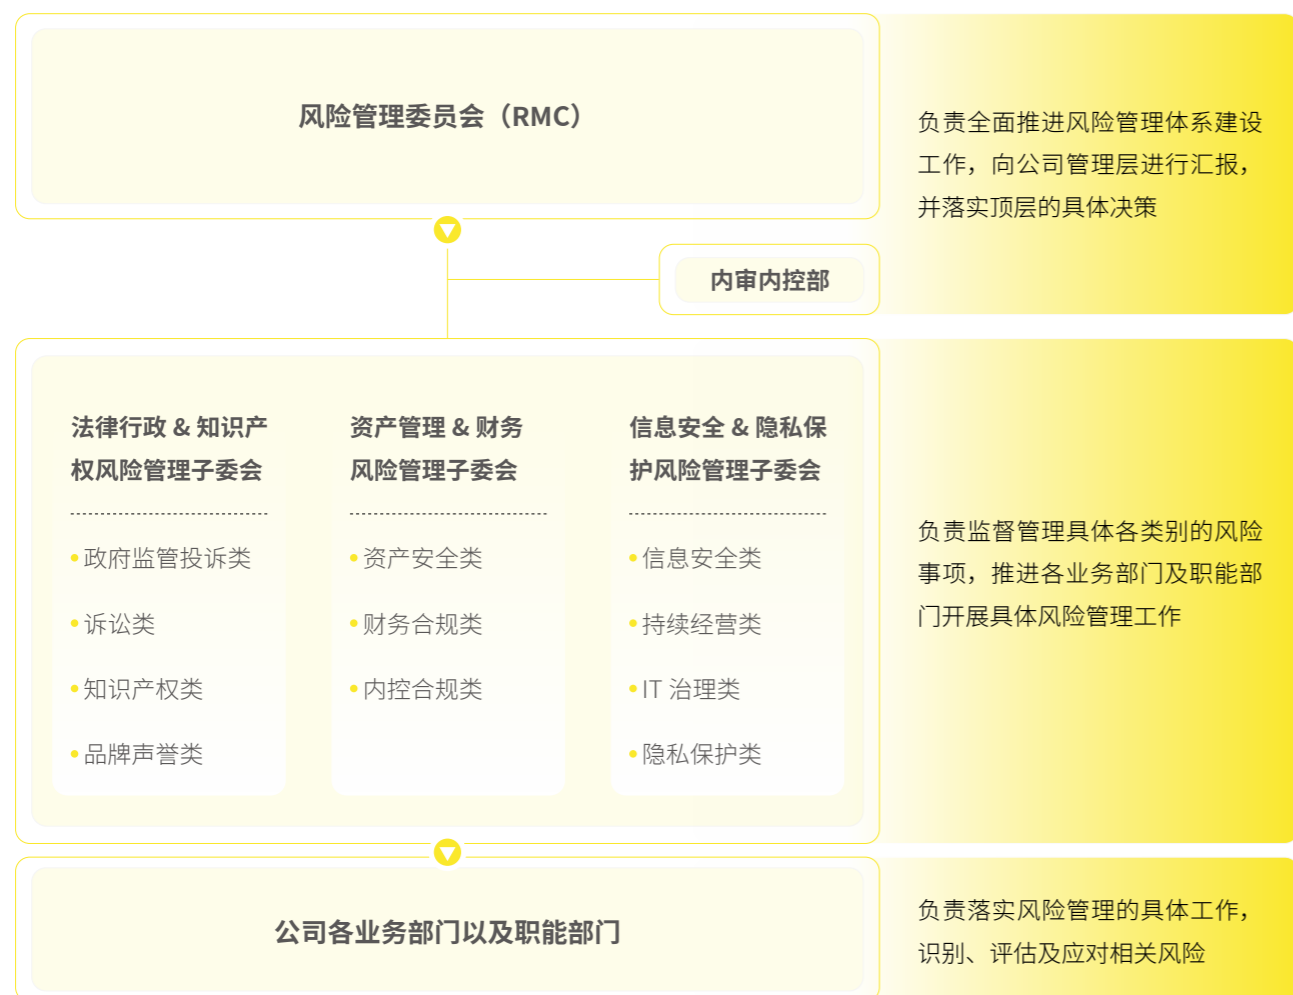 风险管理委员会（RMC）
负责全面推进风险管理体系建设
工作，向公司管理层进行汇报，
并落实顶层的具体决策
内审内控部
法律行政 & 知识产
权风险管理子委会
政府监管投诉类
诉讼类
知识产权类
品牌声誉类
资产管理 & 财务
风险管理子委会
资产安全类
财务合规类
内控合规类
信息安全 & 隐私保
护风险管理子委会
信息安全类
持续经营类
IT 治理类
隐私保护类
负责监督管理具体各类别的风险
事项，推进各业务部门及职能部
门开展具体风险管理工作
公司各业务部门以及职能部门
负责落实风险管理的具体工作，
识别、评估及应对相关风险